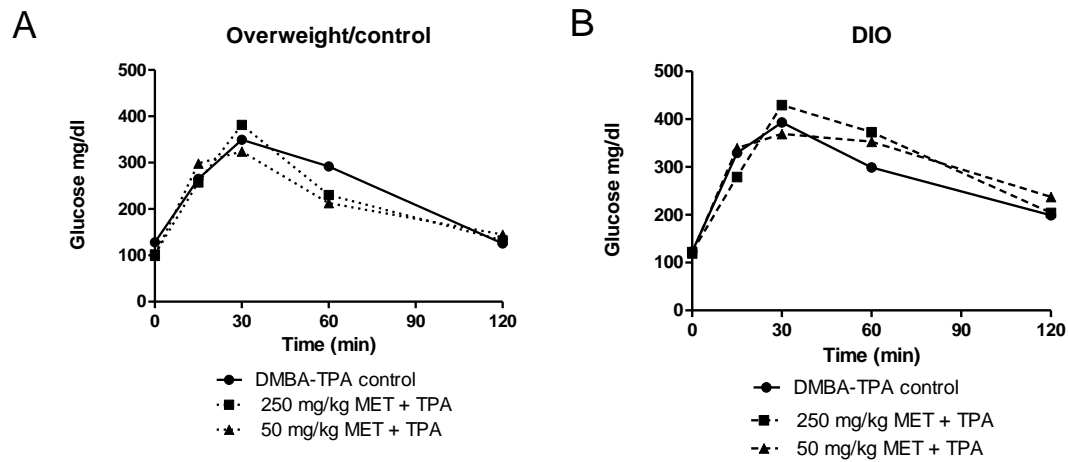 A
Overweight/control
500
400
300
200
100
0
Glucose mg/dl
0 30 60 90 120
Time (min)
DMBA-TPA control
250 mg/kg MET + TPA
50 mg/kg MET + TPA
B
DIO
500
400
300
200
100
0
Glucose mg/dl
0 30 60 90 120
Time (min)
DMBA-TPA control
250 mg/kg MET + TPA
50 mg/kg MET + TPA